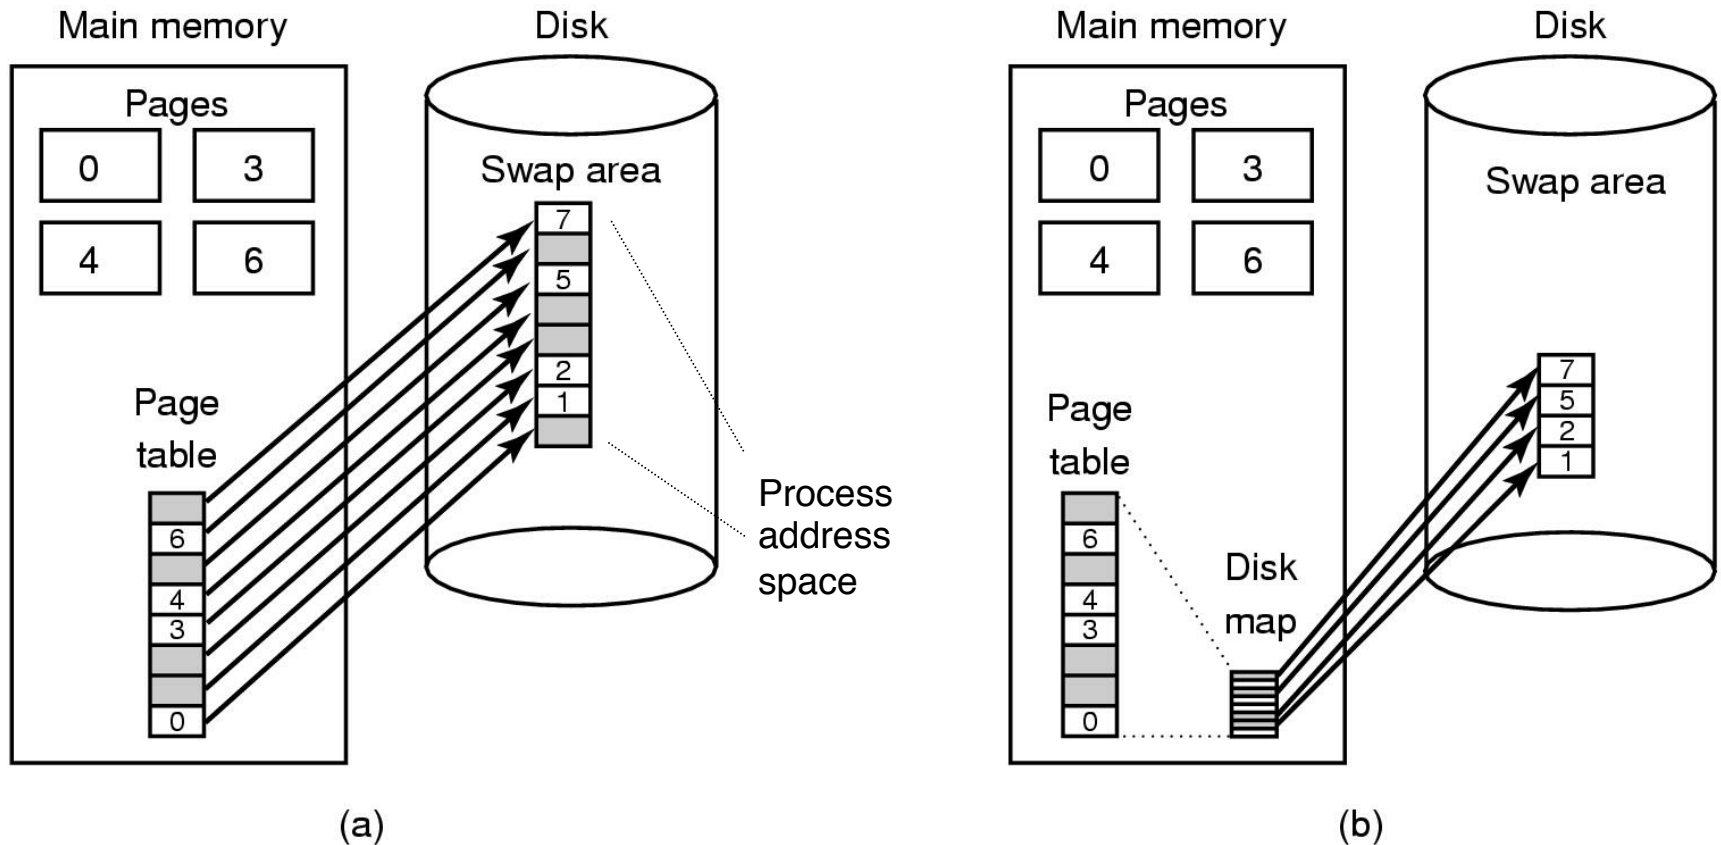 Main memory
Disk
Pages
0
3
4
6
Swap area
7
5
2
1
Page
table
6
4
3
0
Process
address
space
(a)
Main memory
Disk
Pages
0
3
4
6
Swap area
7
5
2
1
Page
table
6
4
3
0
Disk
map
(b)